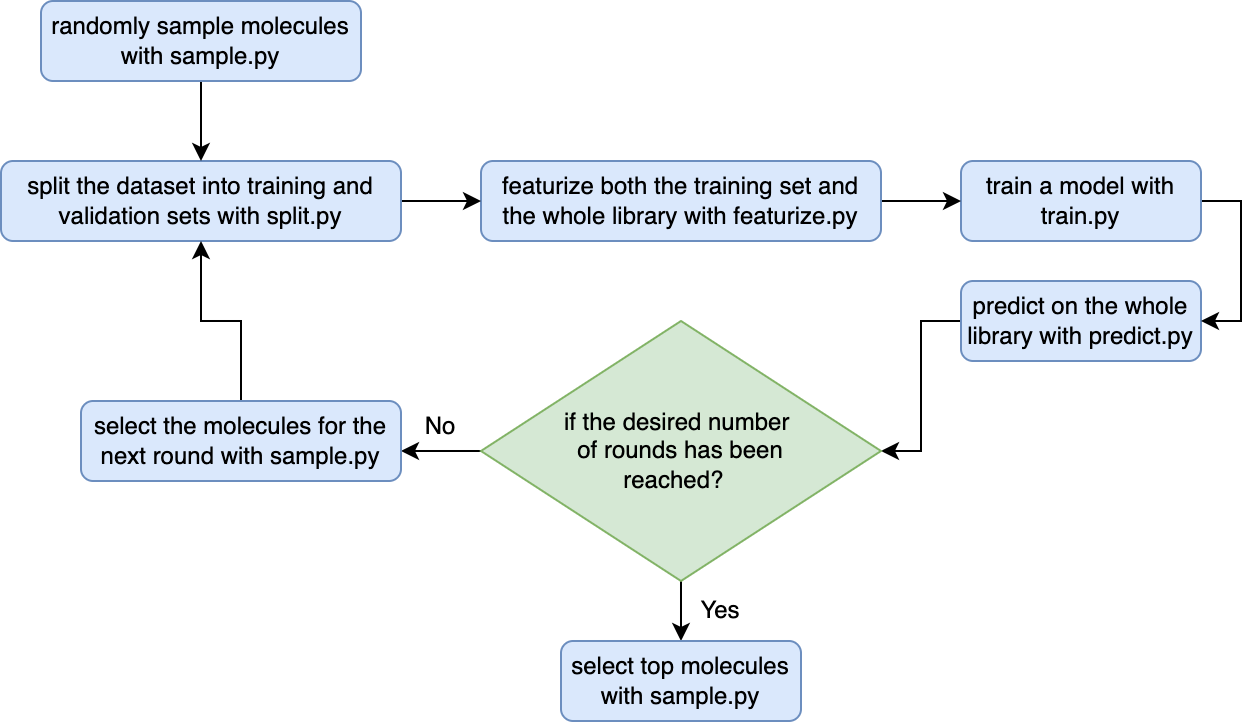 randomly sample molecules
with sample.py
split the dataset into training and
validation sets with split.py
featurize both the training set and
the whole library with featurize.py
train a model with
train.py
predict on the whole
library with predict.py
if the desired number
of rounds has been
reached?
No
select the molecules for the
next round with sample.py
Yes
select top molecules
with sample.py